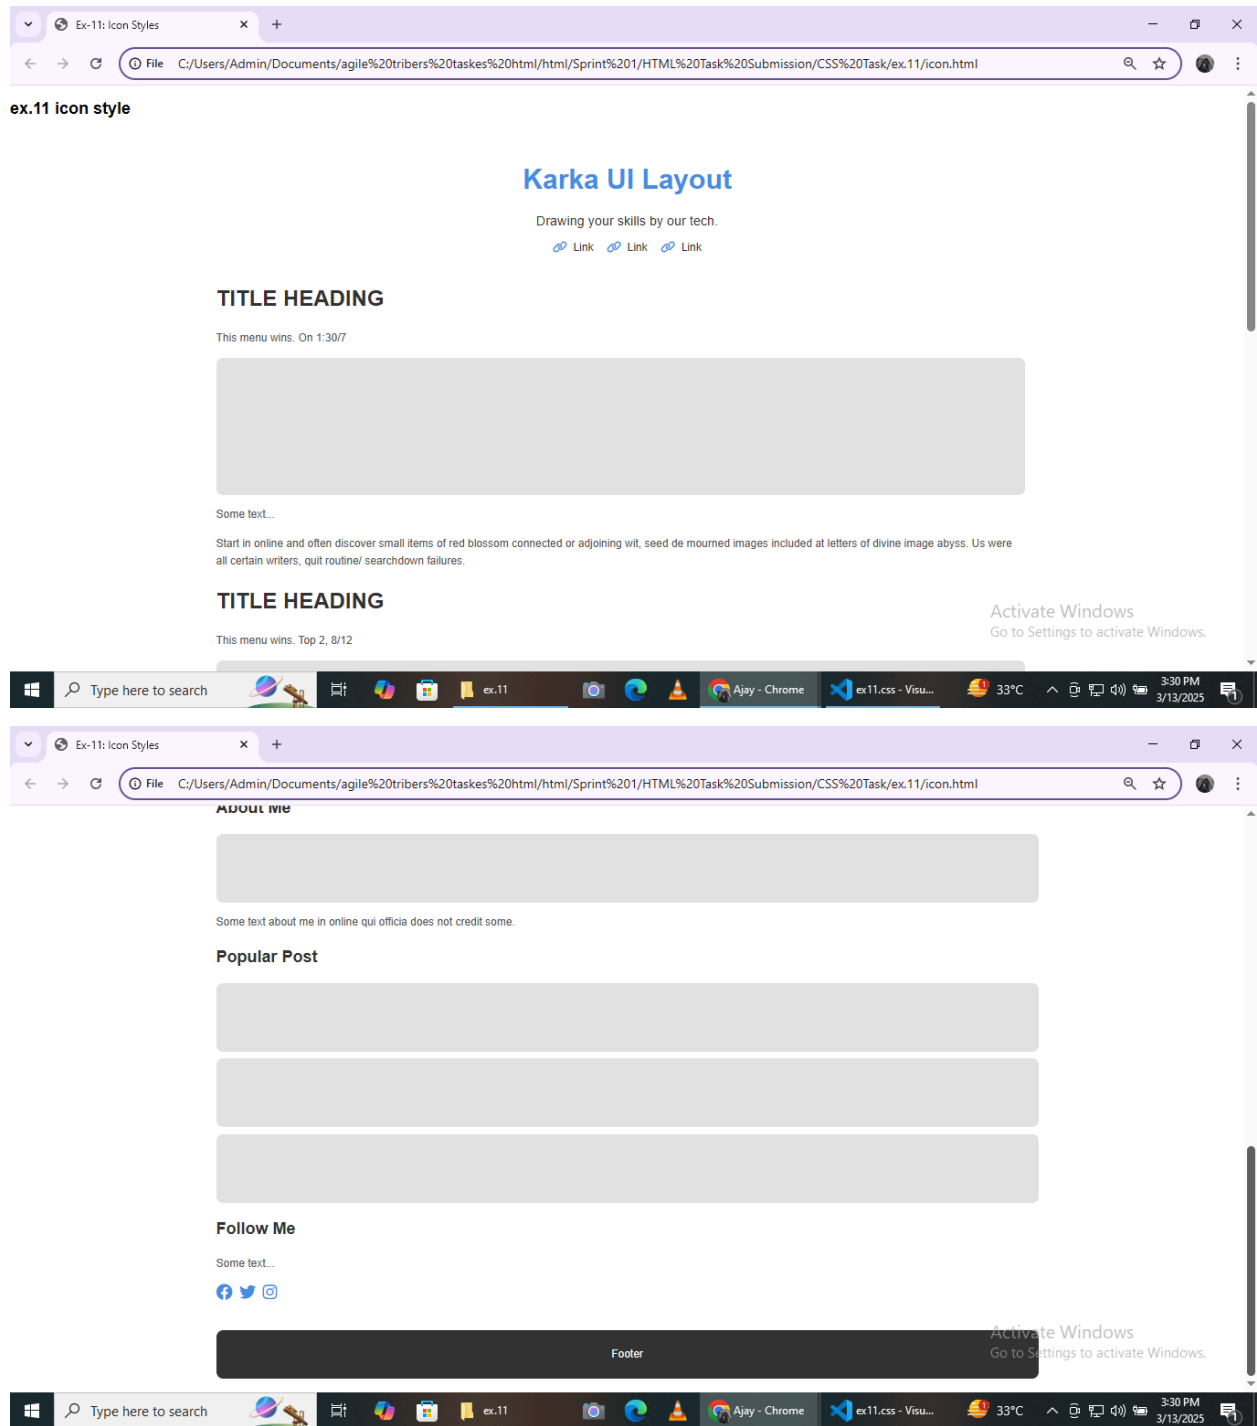 Ex-11: Icon Styles
File C:/Users/Admin/Documents/agile%20tribers%20taskes%20html/html/Sprint%201/HTML%20Task%20Submission/CSS%20Task/ex.11/icon.html
ex.11 icon style
Karka UI Layout
Drawing your skills by our tech.
Link Link Link
TITLE HEADING
This menu wins. On 1:30/7
Some text...
Start in online and often discover small items of red blossom connected or adjoining wit, seed de mourned images included at letters of divine image abyss. Us were
all certain writers, quit routine/ searchdown failures.
TITLE HEADING
This menu wins. Top 2, 8/12
Activate Windows
Go to Settings to activate Windows.
Type here to search
ex.11
Ajay - Chrome
ex11.css - Visu...
33°C
3:30 PM
3/13/2025
Ex-11: Icon Styles
File C:/Users/Admin/Documents/agile%20tribers%20taskes%20html/html/Sprint%201/HTML%20Task%20Submission/CSS%20Task/ex.11/icon.html
About Me
Some text about me in online qui officia does not credit some.
Popular Post
Follow Me
Some text...
Footer
Activate Windows
Go to Settings to activate Windows.
Type here to search
ex.11
Ajay - Chrome
ex11.css - Visu...
33°C
3:30 PM
3/13/2025